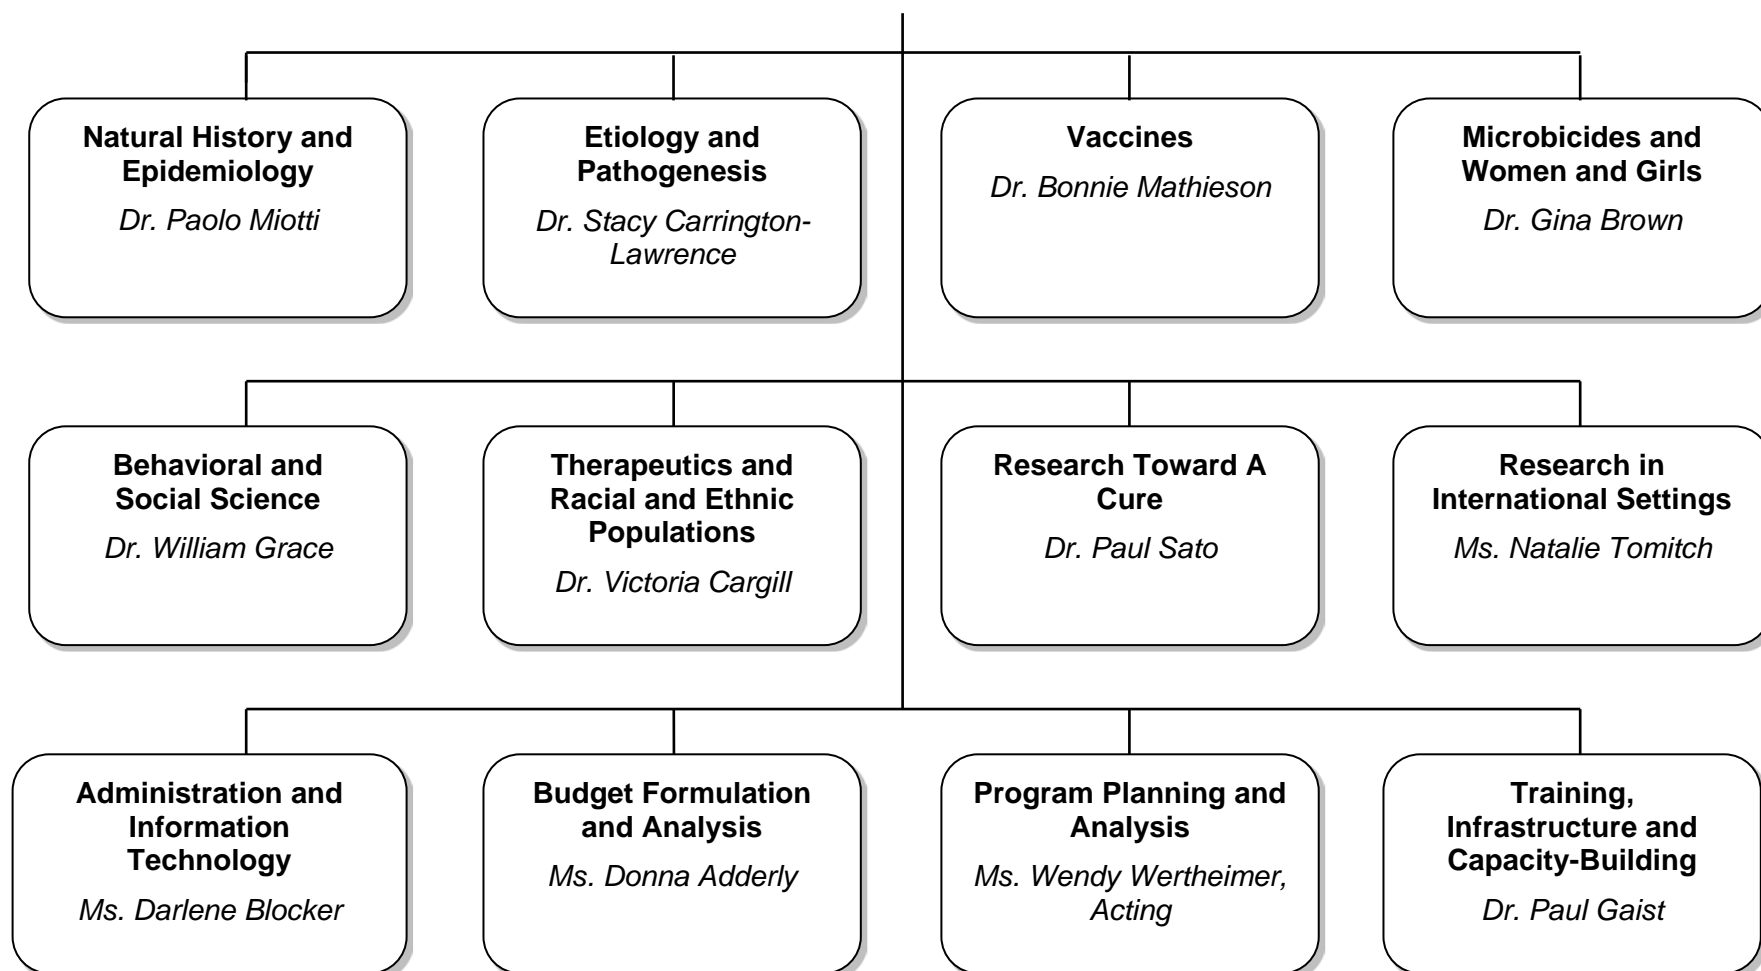 Natural History and
Epidemiology
Dr. Paolo Miotti
Etiology and
Pathogenesis
Dr. Stacy Carrington-
Lawrence
Vaccines
Dr. Bonnie Mathieson
Microbicides and
Women and Girls
Dr. Gina Brown
Behavioral and
Social Science
Dr. William Grace
Therapeutics and
Racial and Ethnic
Populations
Dr. Victoria Cargill
Research Toward A
Cure
Dr. Paul Sato
Research in
International Settings
Ms. Natalie Tomitch
Administration and
Information
Technology
Ms. Darlene Blocker
Budget Formulation
and Analysis
Ms. Donna Adderly
Program Planning and
Analysis
Ms. Wendy Wertheimer,
Acting
Training,
Infrastructure and
Capacity-Building
Dr. Paul Gaist